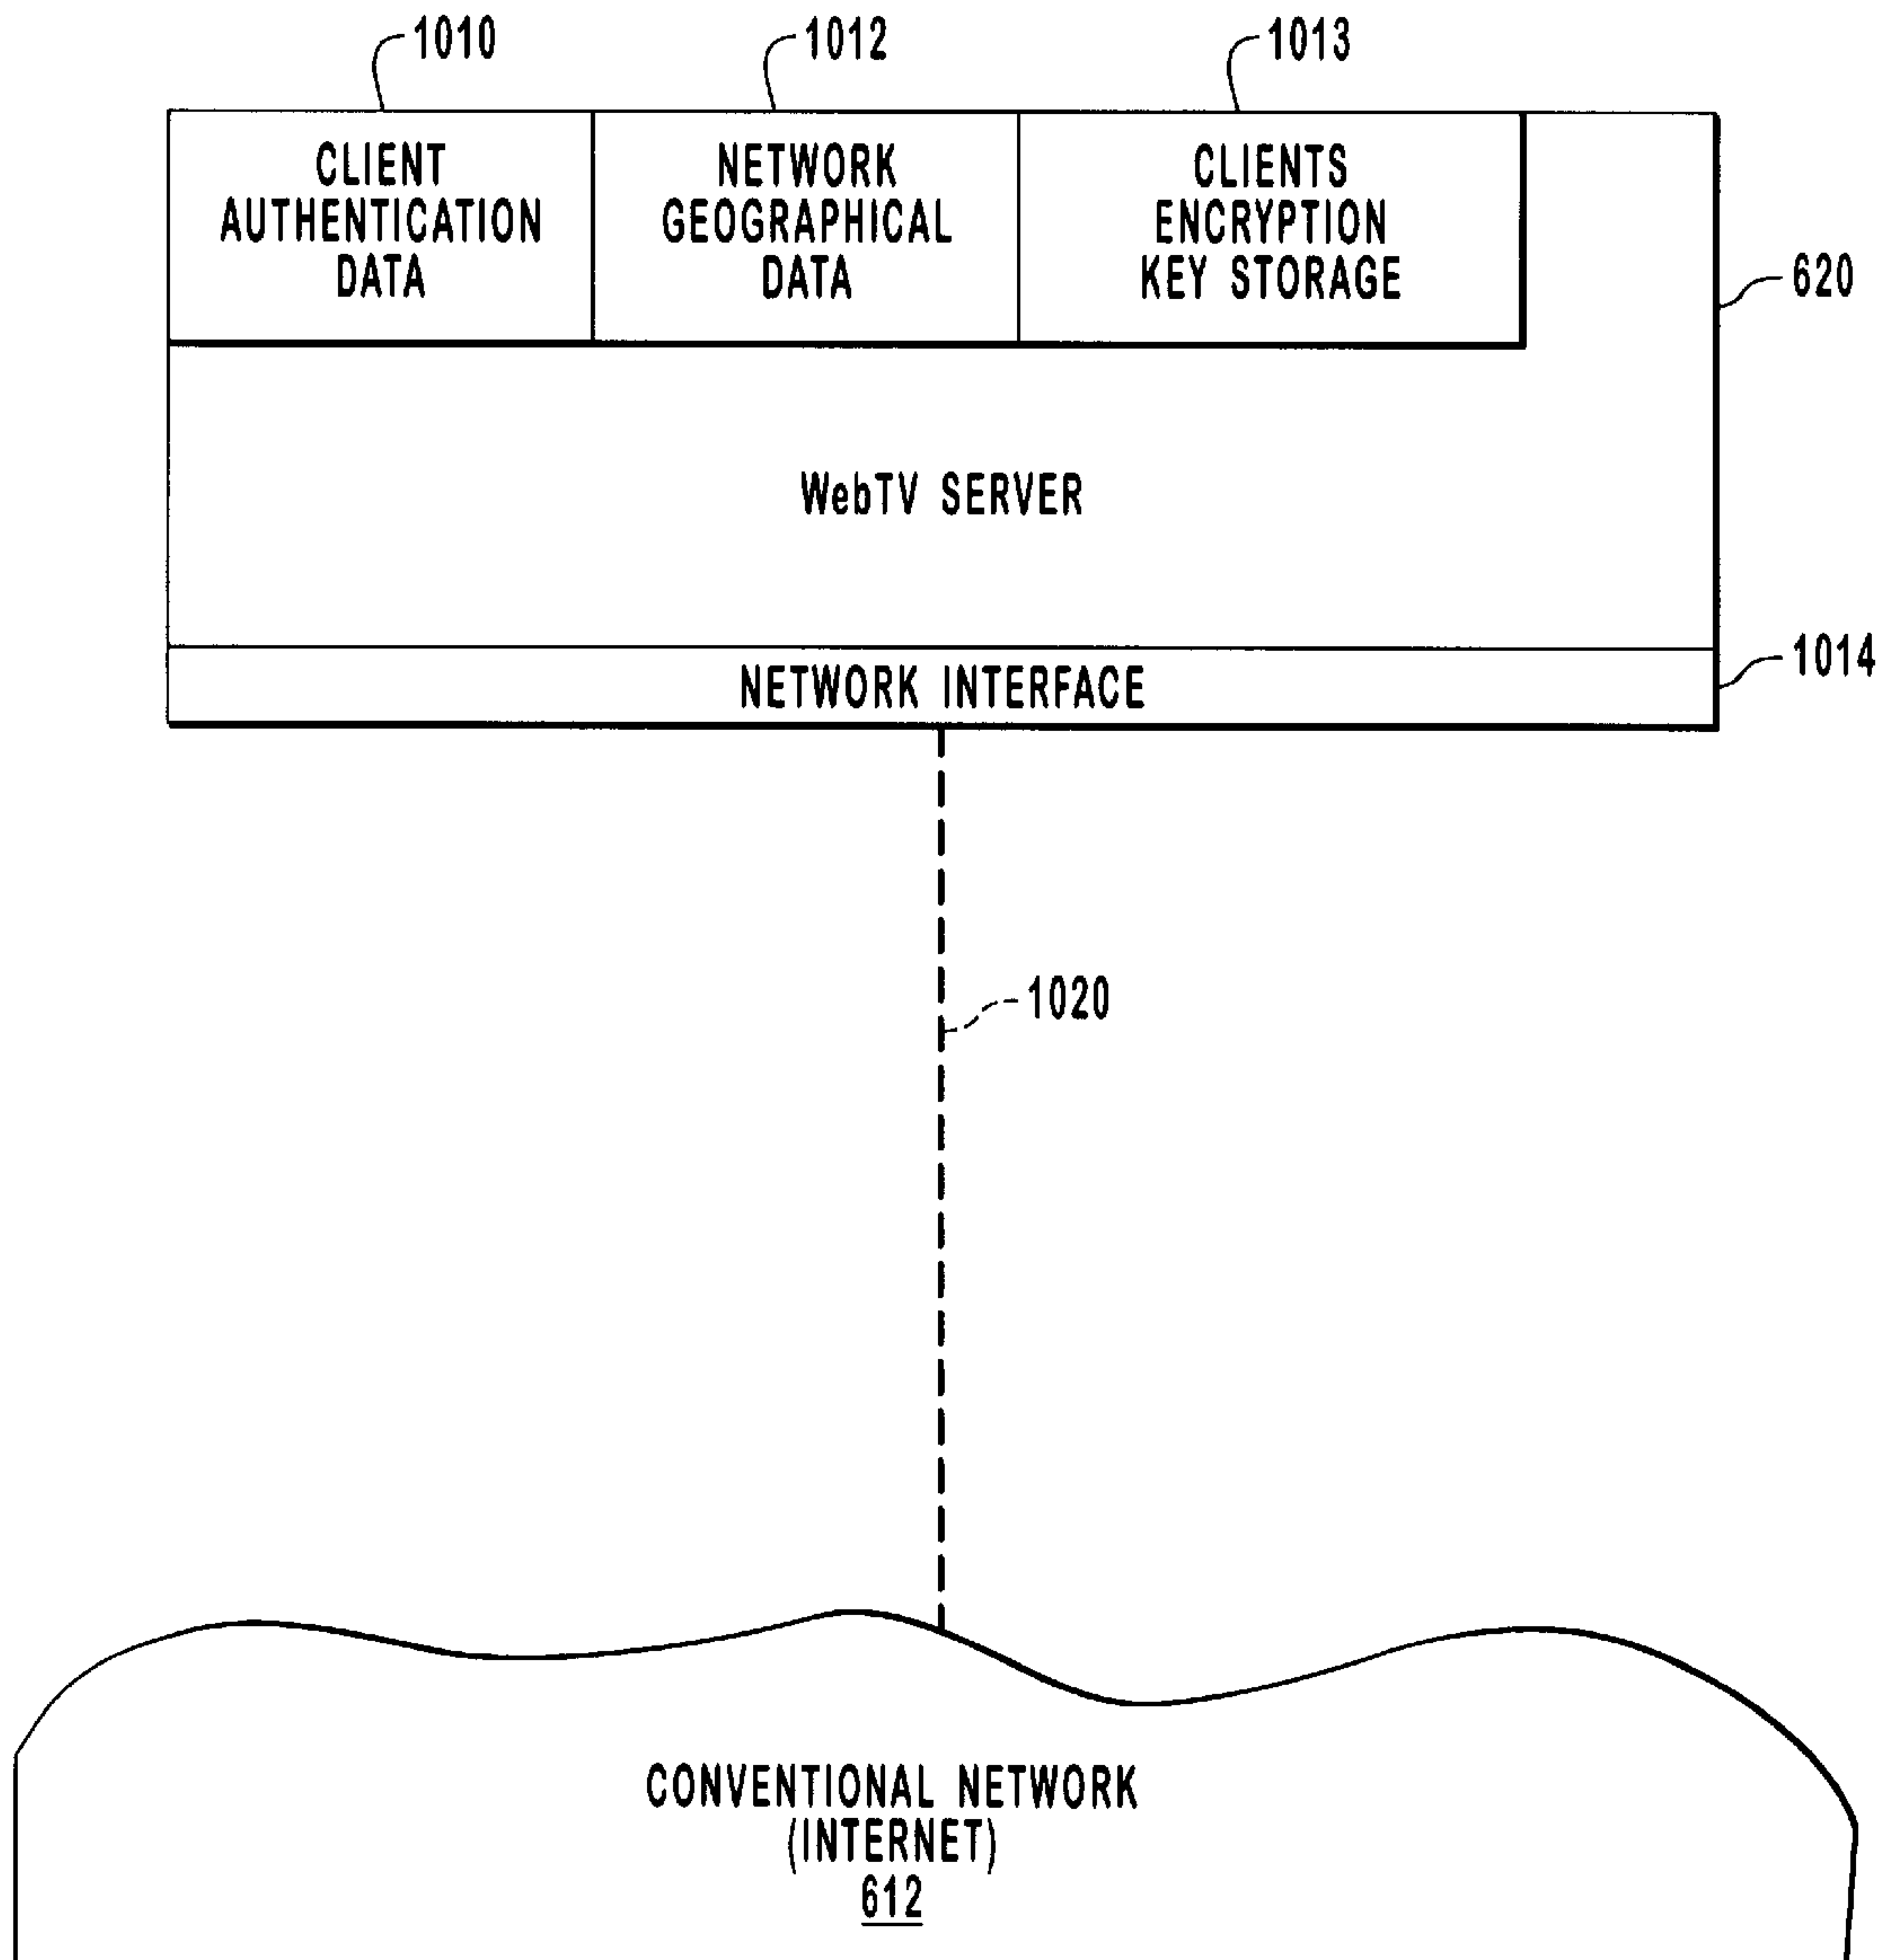 1010
1012
1013
CLIENT
AUTHENTICATION
DATA
NETWORK
GEOGRAPHICAL
DATA
CLIENTS
ENCRYPTION
KEY STORAGE
620
WebTV SERVER
1014
NETWORK INTERFACE
1020
CONVENTIONAL NETWORK
(INTERNET)
612